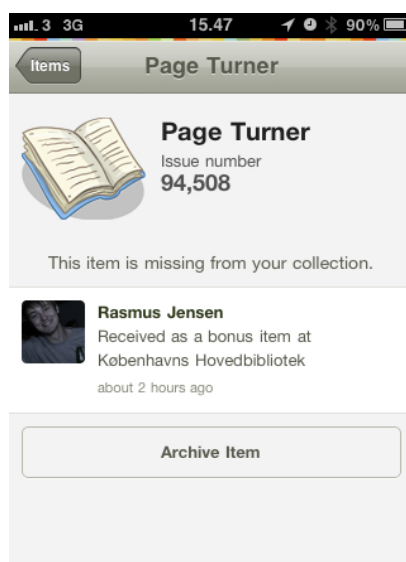 3 3G 15.47 90%
Items Page Turner
Page Turner
Issue number
94,508
This item is missing from your collection.
Rasmus Jensen
Received as a bonus item at
Københavns Hovedbibliotek
about 2 hours ago
Archive Item